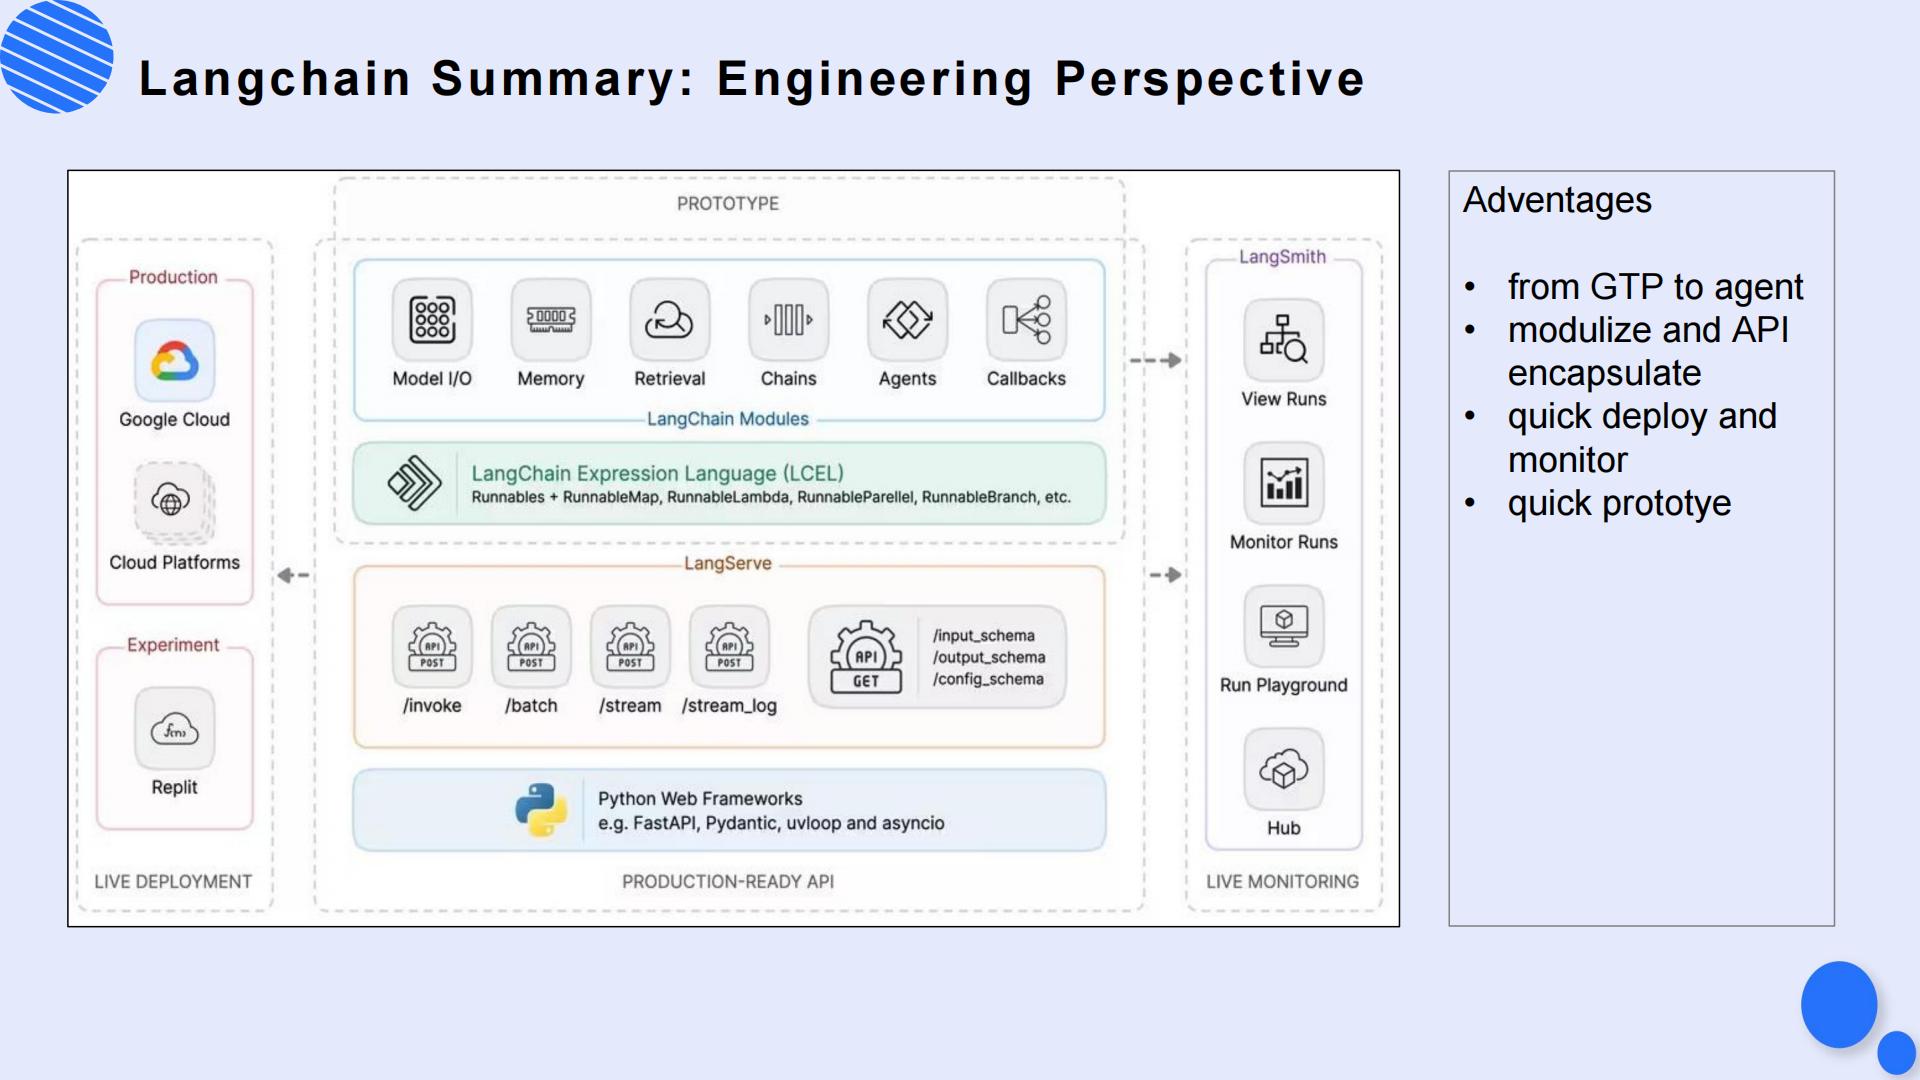 Langchain Summary: Engineering Perspective
PROTOTYPE
Production
Google Cloud
Cloud Platforms
Experiment
Replit
LIVE DEPLOYMENT
Model I/O
Memory
Retrieval
Chains
Agents
Callbacks
LangChain Modules
LangChain Expression Language (LCEL)
Runnables + RunnableMap, RunnableLambda, RunnableParellel, RunnableBranch, etc.
LangServe
API
POST
/invoke
API
POST
/batch
API
POST
/stream
API
POST
/stream_log
API
GET
/input_schema
/output_schema
/config_schema
Python Web Frameworks
e.g. FastAPI, Pydantic, uvloop and asyncio
PRODUCTION-READY API
LangSmith
View Runs
Monitor Runs
Run Playground
Hub
LIVE MONITORING
Adventages
• from GTP to agent
• modulize and API
encapsulate
• quick deploy and
monitor
• quick prototye